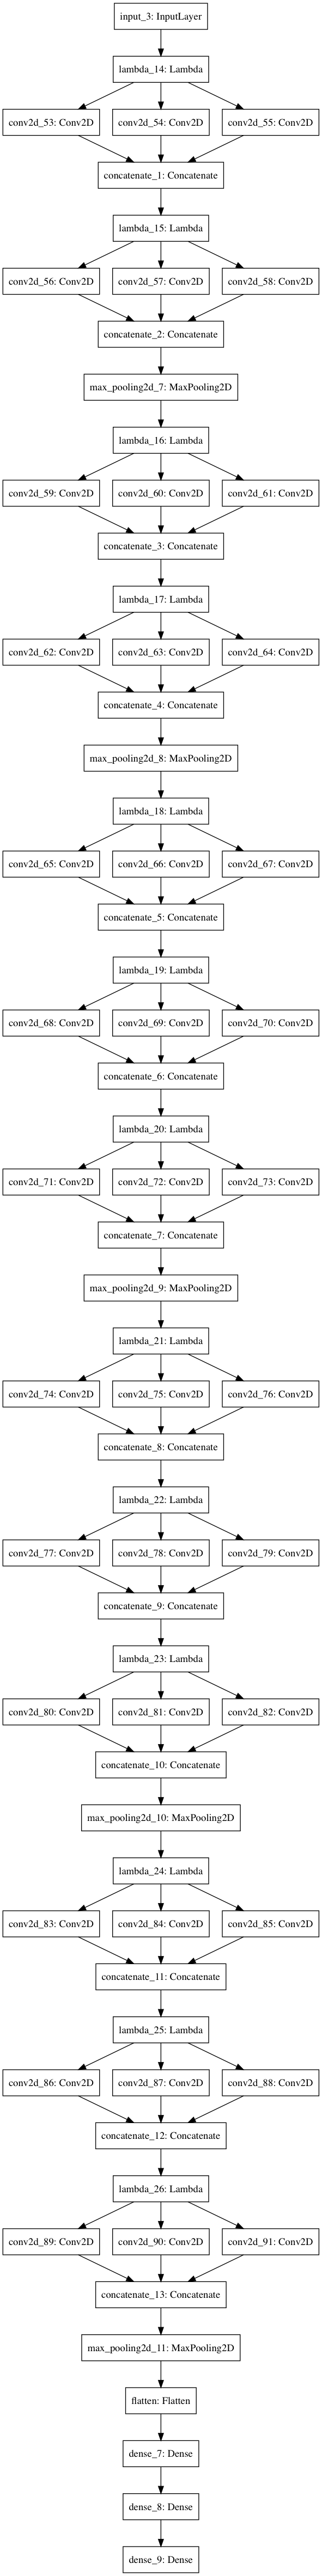 input_3: InputLayer
lambda_14: Lambda
conv2d_53: Conv2D conv2d_54: Conv2D conv2d_55: Conv2D
concatenate_1: Concatenate
lambda_15: Lambda
conv2d_56: Conv2D conv2d_57: Conv2D conv2d_58: Conv2D
concatenate_2: Concatenate
max_pooling2d_7: MaxPooling2D
lambda_16: Lambda
conv2d_59: Conv2D conv2d_60: Conv2D conv2d_61: Conv2D
concatenate_3: Concatenate
lambda_17: Lambda
conv2d_62: Conv2D conv2d_63: Conv2D conv2d_64: Conv2D
concatenate_4: Concatenate
max_pooling2d_8: MaxPooling2D
lambda_18: Lambda
conv2d_65: Conv2D conv2d_66: Conv2D conv2d_67: Conv2D
concatenate_5: Concatenate
lambda_19: Lambda
conv2d_68: Conv2D conv2d_69: Conv2D conv2d_70: Conv2D
concatenate_6: Concatenate
lambda_20: Lambda
conv2d_71: Conv2D conv2d_72: Conv2D conv2d_73: Conv2D
concatenate_7: Concatenate
max_pooling2d_9: MaxPooling2D
lambda_21: Lambda
conv2d_74: Conv2D conv2d_75: Conv2D conv2d_76: Conv2D
concatenate_8: Concatenate
lambda_22: Lambda
conv2d_77: Conv2D conv2d_78: Conv2D conv2d_79: Conv2D
concatenate_9: Concatenate
lambda_23: Lambda
conv2d_80: Conv2D conv2d_81: Conv2D conv2d_82: Conv2D
concatenate_10: Concatenate
max_pooling2d_10: MaxPooling2D
lambda_24: Lambda
conv2d_83: Conv2D conv2d_84: Conv2D conv2d_85: Conv2D
concatenate_11: Concatenate
lambda_25: Lambda
conv2d_86: Conv2D conv2d_87: Conv2D conv2d_88: Conv2D
concatenate_12: Concatenate
lambda_26: Lambda
conv2d_89: Conv2D conv2d_90: Conv2D conv2d_91: Conv2D
concatenate_13: Concatenate
max_pooling2d_11: MaxPooling2D
flatten: Flatten
dense_7: Dense
dense_8: Dense
dense_9: Dense